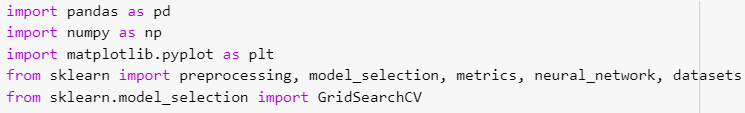 import pandas as pd
import numpy as np
import matplotlib.pyplot as plt
from sklearn import preprocessing, model_selection, metrics, neural_network, datasets
from sklearn.model_selection import GridSearchCV